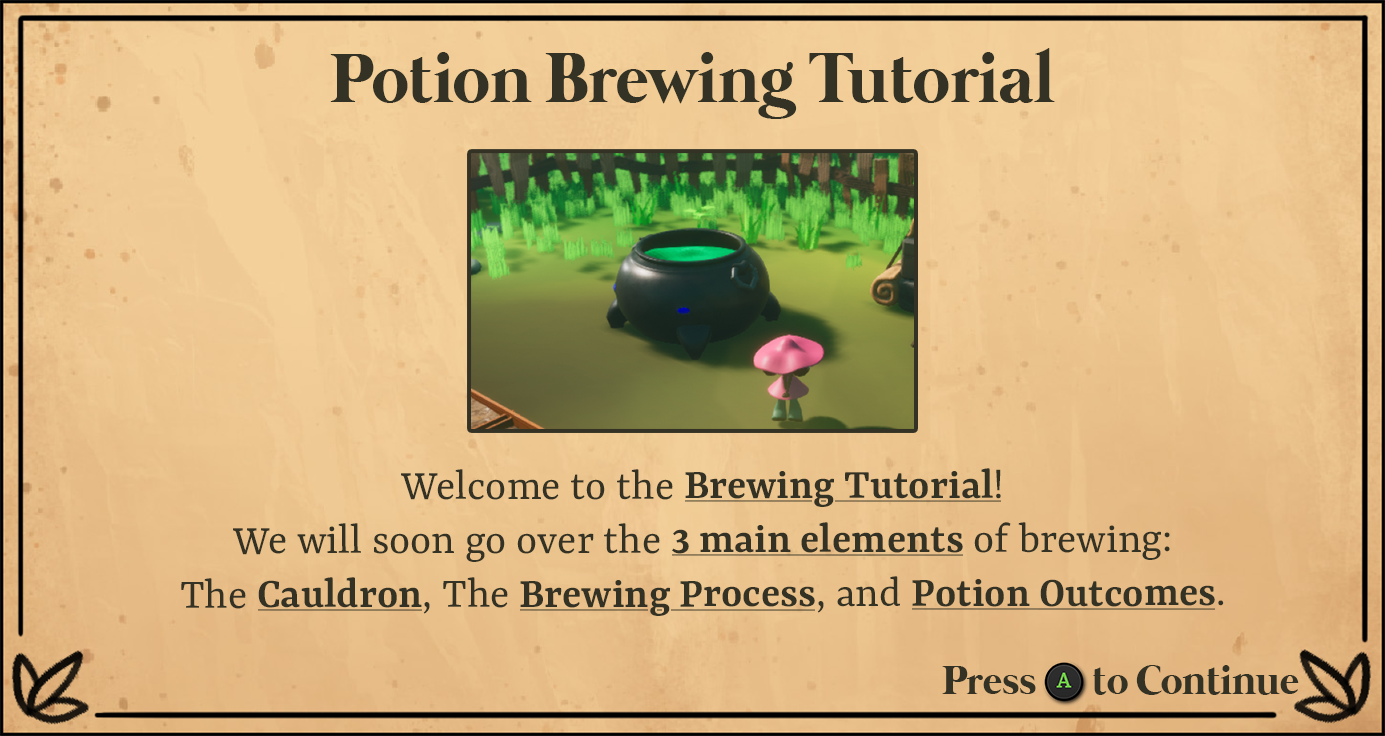 Potion Brewing Tutorial
Welcome to the Brewing Tutorial!
We will soon go over the 3 main elements of brewing:
The Cauldron, The Brewing Process, and Potion Outcomes.
Press A to Continue